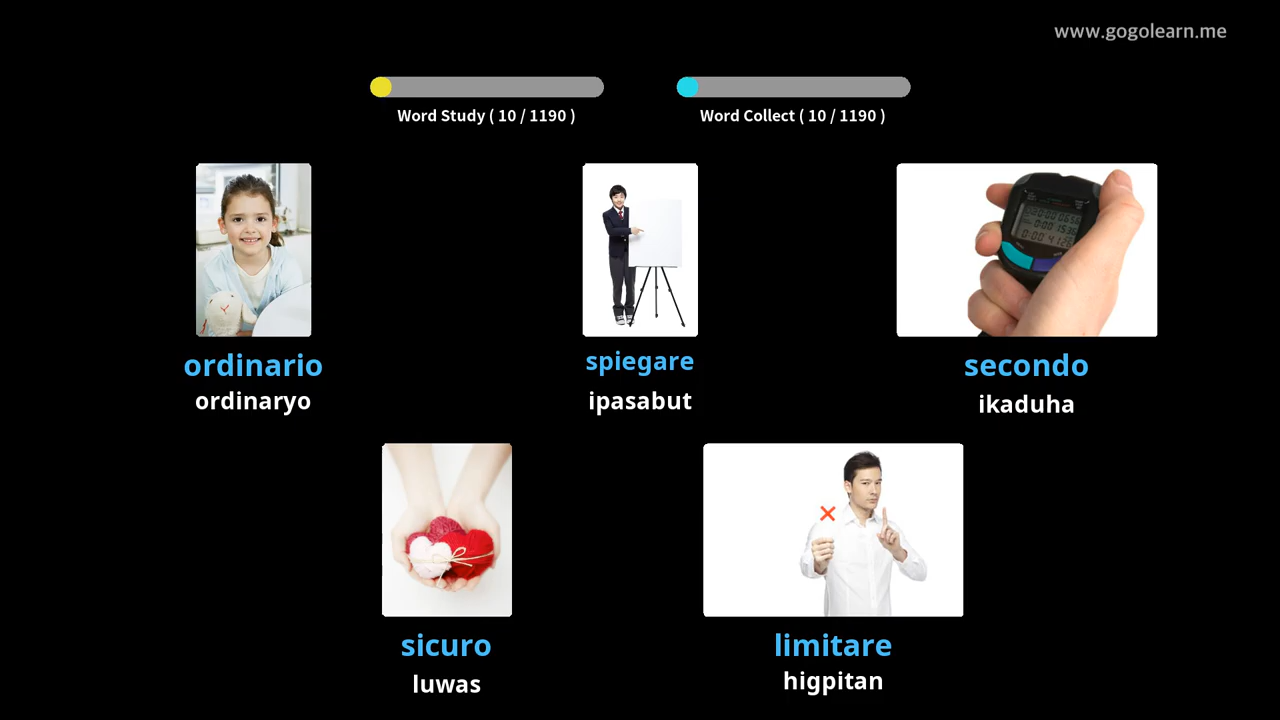 www.gogolearn.me
Word Study ( 10 / 1190 )
Word Collect ( 10 / 1190 )
ordinario
ordinaryo
spiegare
ipasabut
secondo
ikaduha
sicuro
luwas
limitare
higpitan